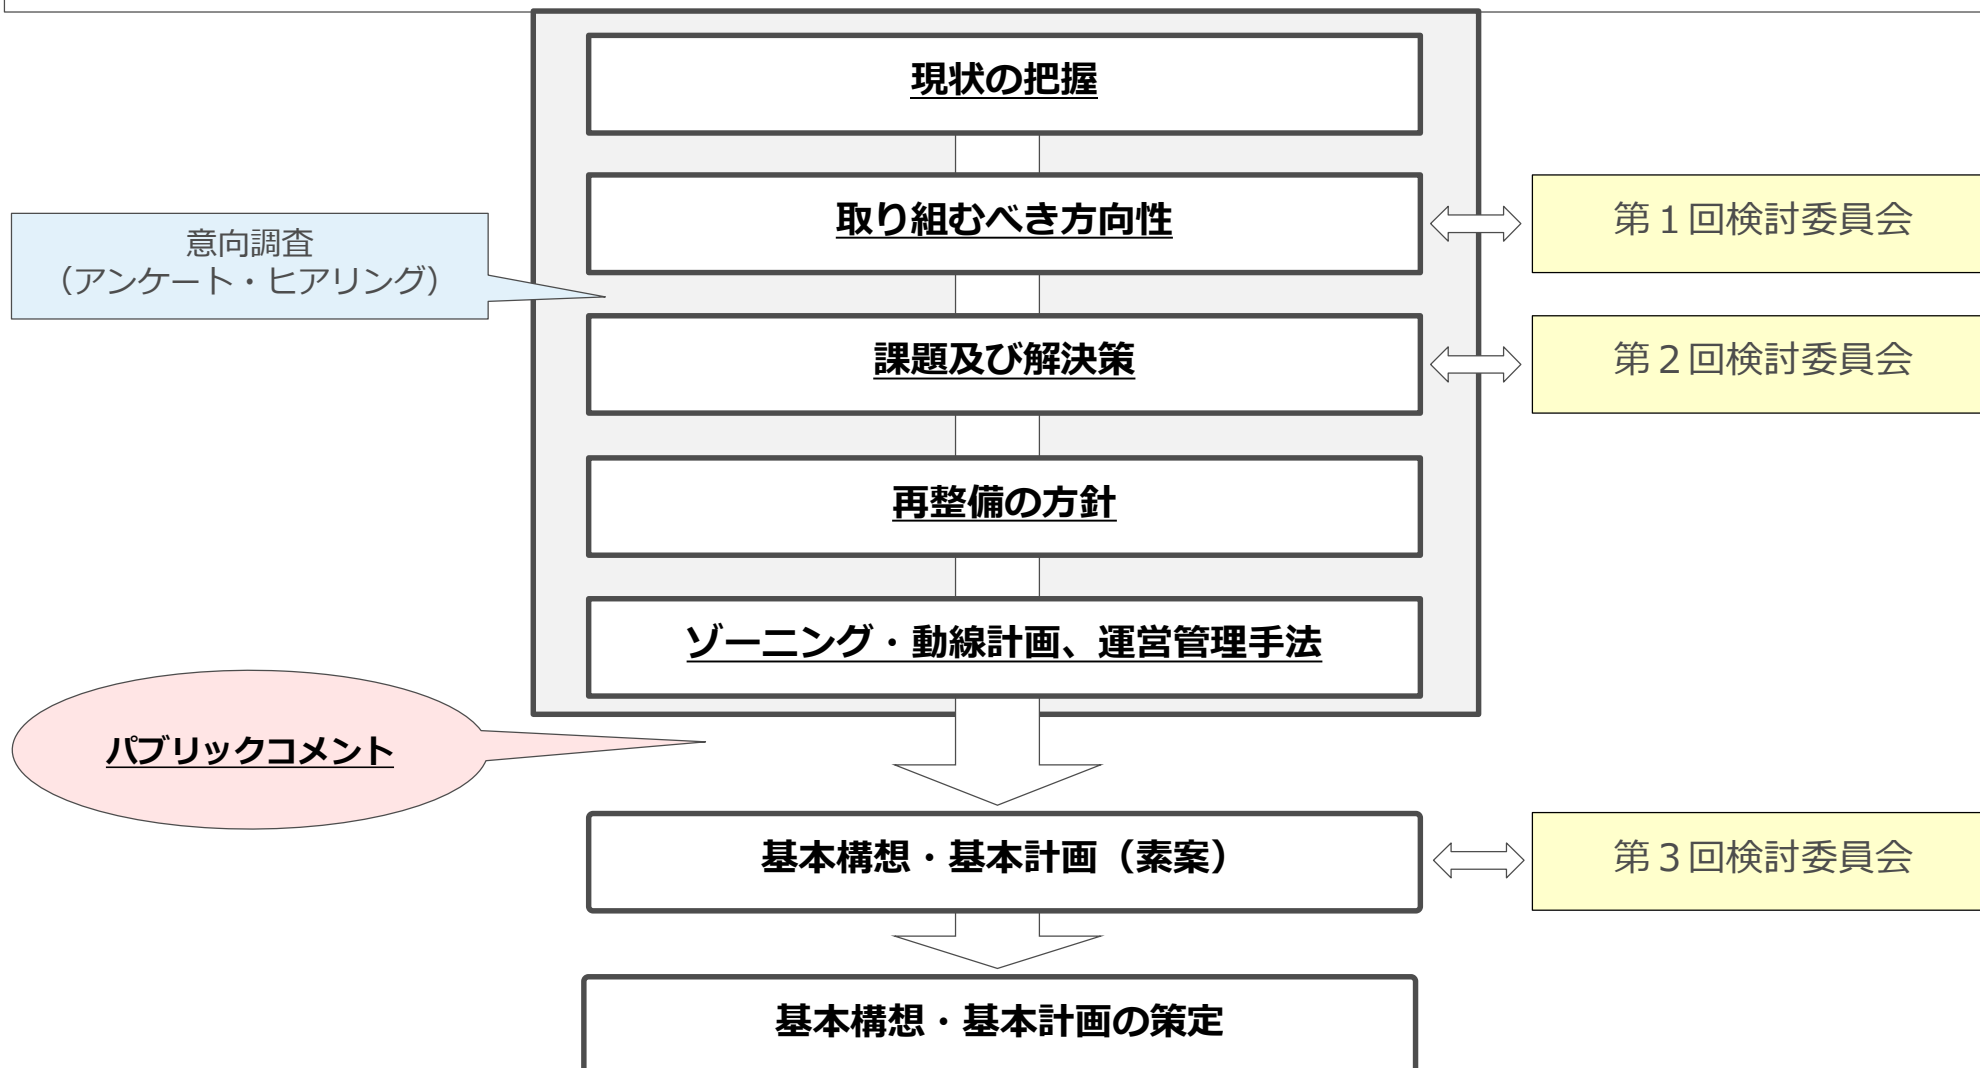 現状の把握
取り組むべき方向性
第１回検討委員会
意向調査
（アンケート・ヒアリング）
課題及び解決策
第２回検討委員会
再整備の方針
ゾーニング・動線計画、運営管理手法
パブリックコメント
基本構想・基本計画（素案）
第３回検討委員会
基本構想・基本計画の策定